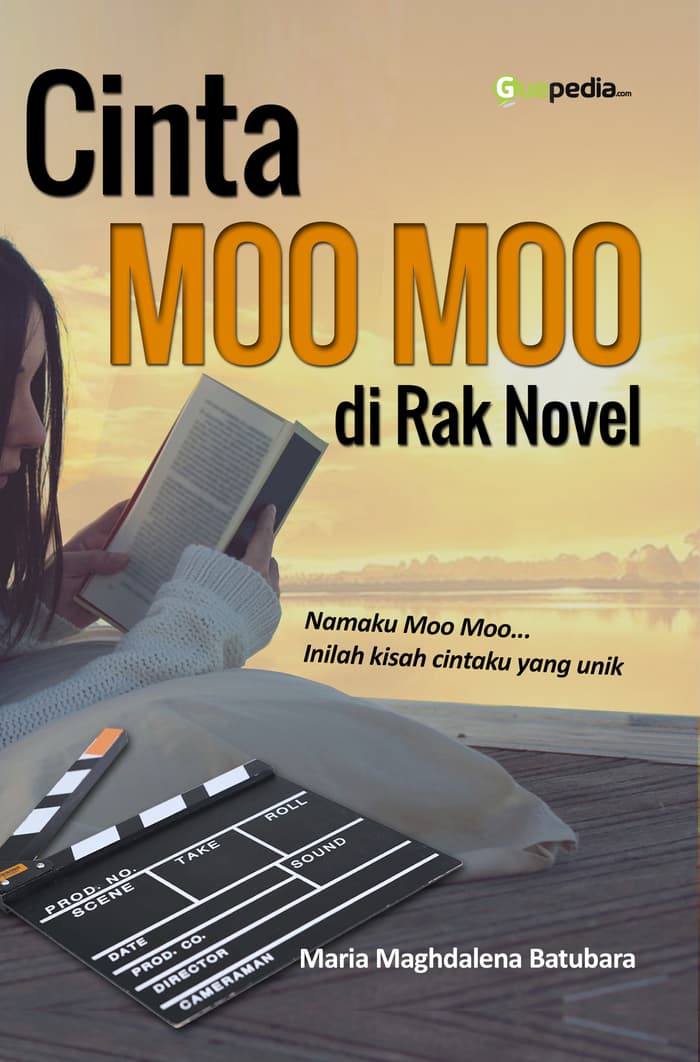 Cinta
Guepedia.com
MOO MOO
di Rak Novel
Namaku Moo Moo...
Inilah kisah cintaku yang unik
PROD. NO.
SCENE
TAKE
ROLL
SOUND
DATE
PROD. CO.
DIRECTOR
CAMERAMAN
Maria Maghdalena Batubara